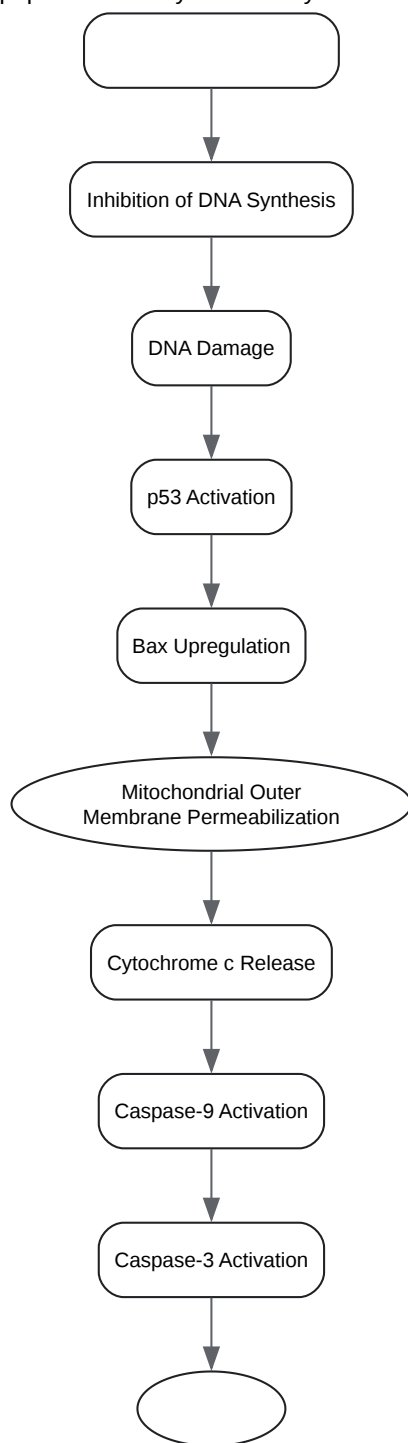 Inhibition of DNA Synthesis
DNA Damage
p53 Activation
Bax Upregulation
Mitochondrial Outer
Membrane Permeabilization
Cytochrome c Release
Caspase-9 Activation
Caspase-3 Activation